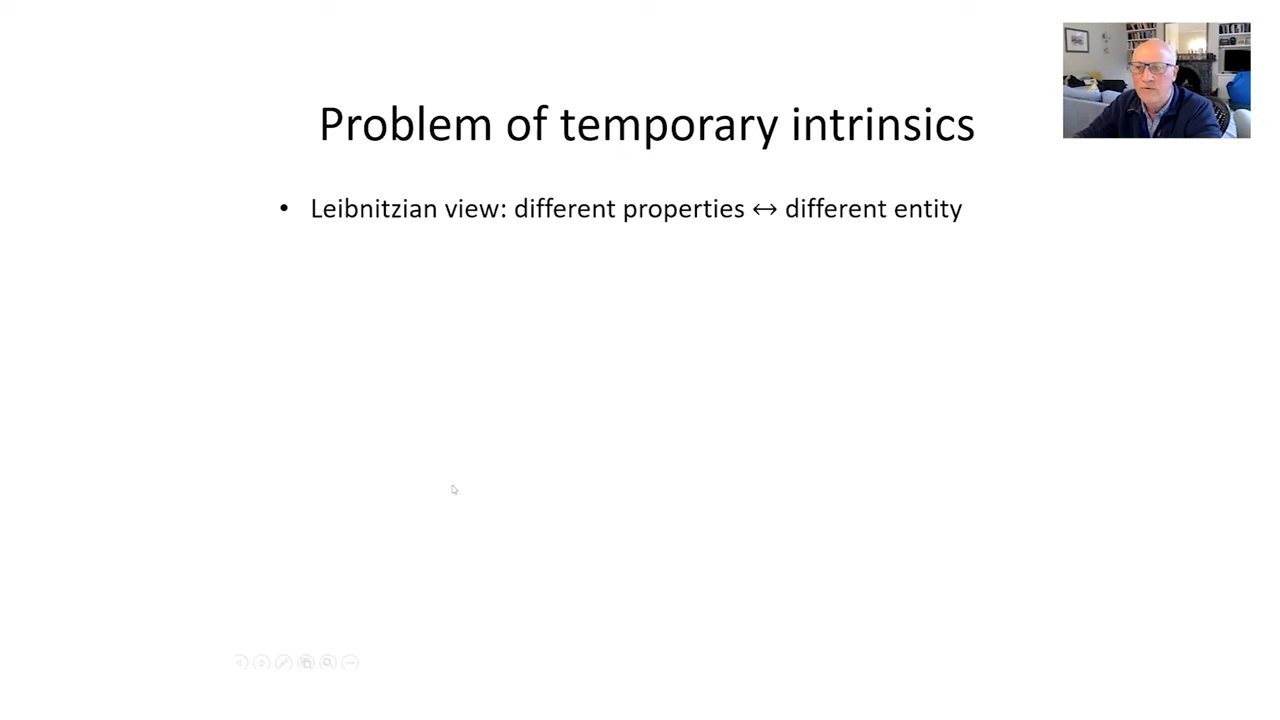 Problem of temporary intrinsics
• Leibnitzian view: different properties ↔ different entity